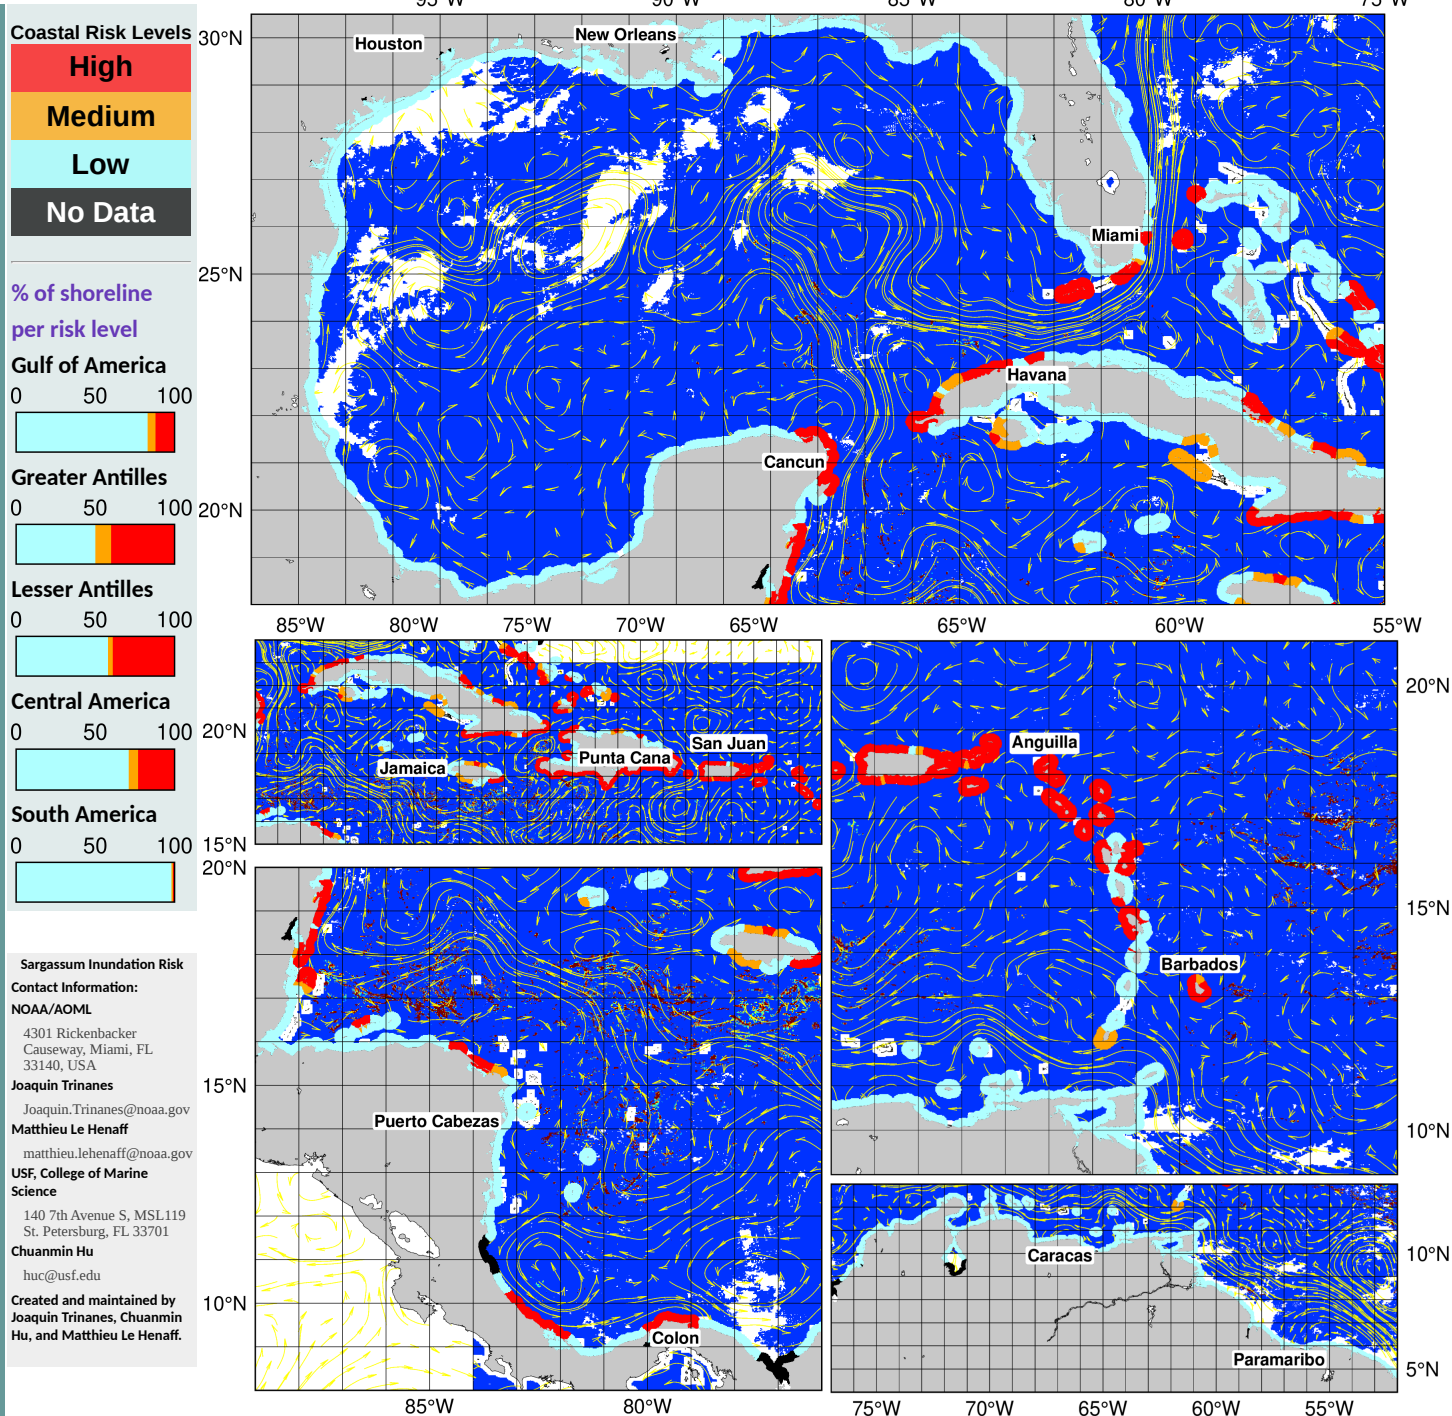 Coastal Risk Levels
High
Medium
Low
No Data
% of shoreline
per risk level
Gulf of America
0 50 100
Greater Antilles
0 50 100
Lesser Antilles
0 50 100
Central America
0 50 100
South America
0 50 100
Sargassum Inundation Risk
Contact Information:
NOAA/AOML
4301 Rickenbacker
Causeway, Miami, FL
33140, USA
Joaquin Trinanes
Joaquin.Trinanes@noaa.gov
Matthieu Le Henaff
matthieu.lehenaff@noaa.gov
USF, College of Marine
Science
140 7th Avenue S, MSL119
St. Petersburg, FL 33701
Chuanmin Hu
huc@usf.edu
Created and maintained by
Joaquin Trinanes, Chuanmin
Hu, and Matthieu Le Henaff.
95°W 90°W 85°W 80°W 75°W
30°N
25°N
20°N
Houston
New Orleans
Miami
Havana
Cancun
85°W 80°W 75°W 70°W 65°W
20°N
15°N
Jamaica
Punta Cana
San Juan
65°W 60°W 55°W
20°N
15°N
10°N
Anguilla
Barbados
20°N
15°N
10°N
Puerto Cabezas
Colon
85°W 80°W
Caracas
Paramaribo
10°N
5°N
75°W 70°W 65°W 60°W 55°W